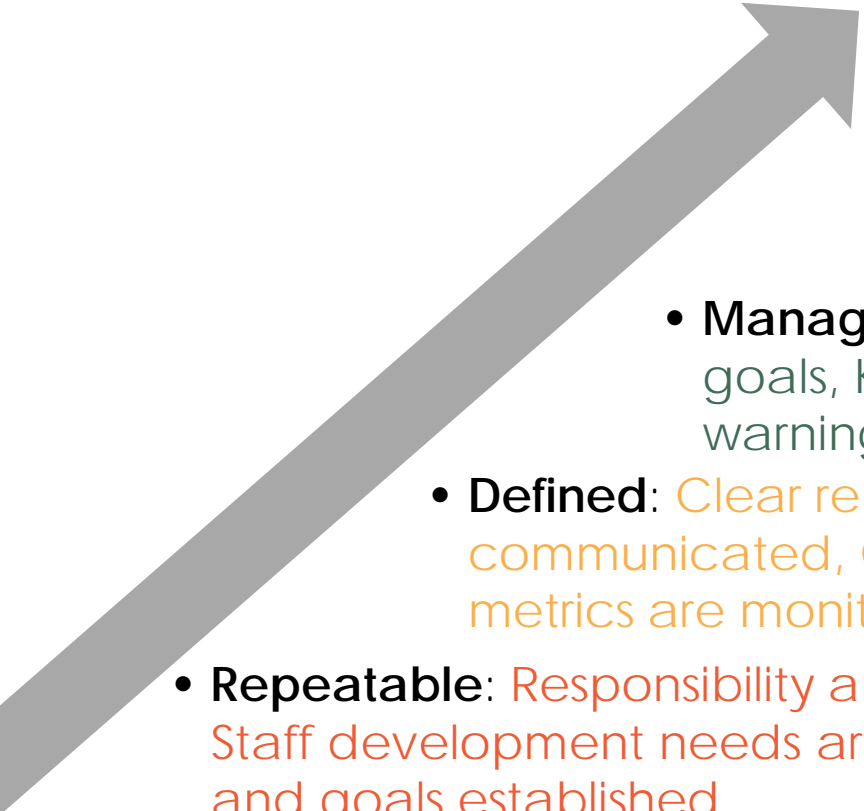 • Manag
goals, K
warning
• Defined: Clear re
communicated,
metrics are monit
• Repeatable: Responsibility a
Staff development needs ar
and goals established